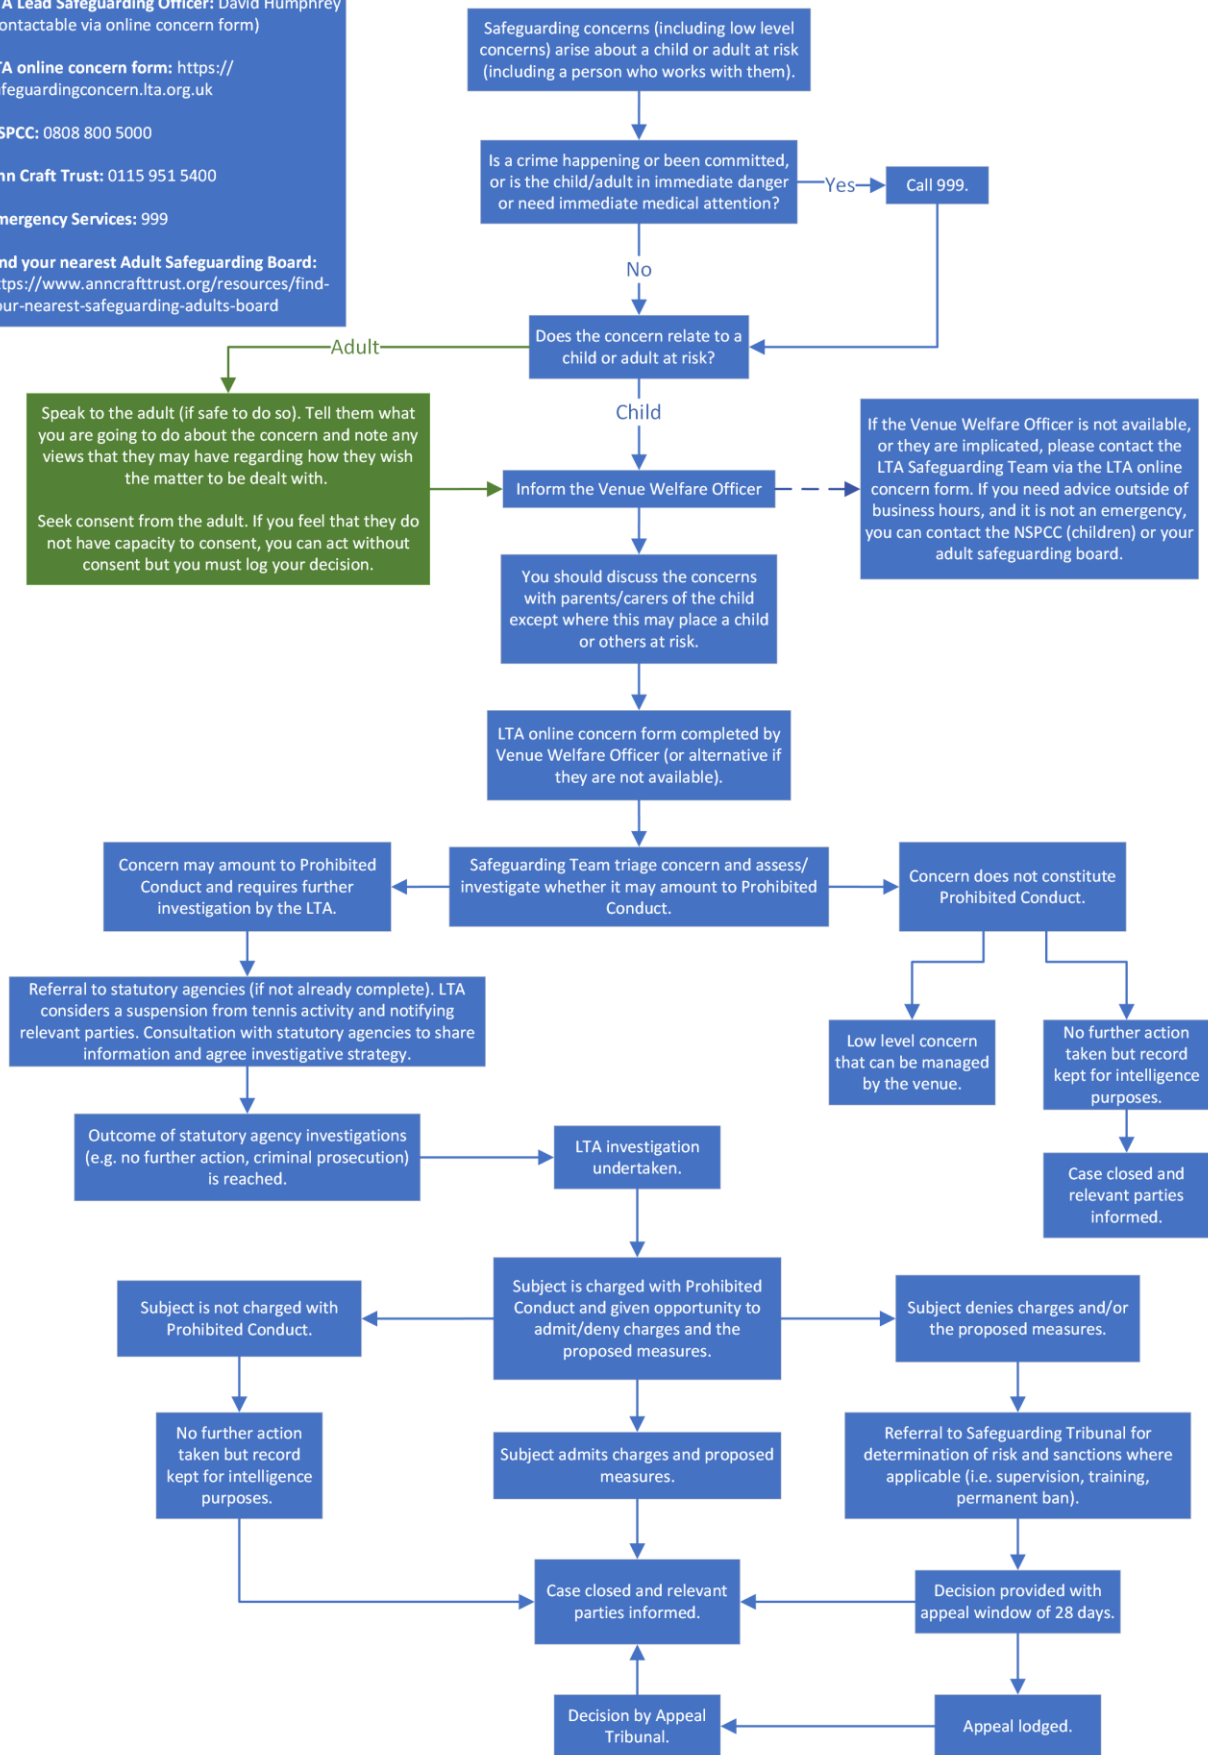 Lead Safeguarding Officer: David Humphrey
via online concern form)
online concern form: https://
0808 800 5000
Craft Trust: 0115 951 5400
Services: 999
your nearest Adult Safeguarding Board:
Safeguarding concerns (including low level
concerns) arise about a child or adult at risk
(including a person who works with them).
Is a crime happening or been committed,
or is the child/adult in immediate danger
or need immediate medical attention?
Yes
Call 999.
No
Does the concern relate to a
child or adult at risk?
Adult
Child
Speak to the adult (if safe to do so). Tell them what
you are going to do about the concern and note any
views that they may have regarding how they wish
the matter to be dealt with.
Seek consent from the adult. If you feel that they do
not have capacity to consent, you can act without
consent but you must log your decision.
Inform the Venue Welfare Officer
If the Venue Welfare Officer is not available,
or they are implicated, please contact the
LTA Safeguarding Team via the LTA online
concern form. If you need advice outside of
business hours, and it is not an emergency,
you can contact the NSPCC (children) or your
adult safeguarding board.
You should discuss the concerns
with parents/carers of the child
except where this may place a child
or others at risk.
LTA online concern form completed by
Venue Welfare Officer (or alternative if
they are not available).
Concern may amount to Prohibited
Conduct and requires further
investigation by the LTA.
Safeguarding Team triage concern and assess/
investigate whether it may amount to Prohibited
Conduct.
Concern does not constitute
Prohibited Conduct.
Referral to statutory agencies (if not already complete). LTA
considers a suspension from tennis activity and notifying
relevant parties. Consultation with statutory agencies to share
information and agree investigative strategy.
Low level concern
that can be managed
by the venue.
No further action
taken but record
kept for intelligence
purposes.
Outcome of statutory agency investigations
(e.g. no further action, criminal prosecution)
is reached.
LTA investigation
undertaken.
Case closed and
relevant parties
informed.
Subject is not charged with
Prohibited Conduct.
Subject is charged with Prohibited
Conduct and given opportunity to
admit/deny charges and the
proposed measures.
Subject denies charges and/or
the proposed measures.
No further action
taken but record
kept for intelligence
purposes.
Subject admits charges and proposed
measures.
Referral to Safeguarding Tribunal for
determination of risk and sanctions where
applicable (i.e. supervision, training,
permanent ban).
Case closed and relevant
parties informed.
Decision provided with
appeal window of 28 days.
Decision by Appeal
Tribunal.
Appeal lodged.